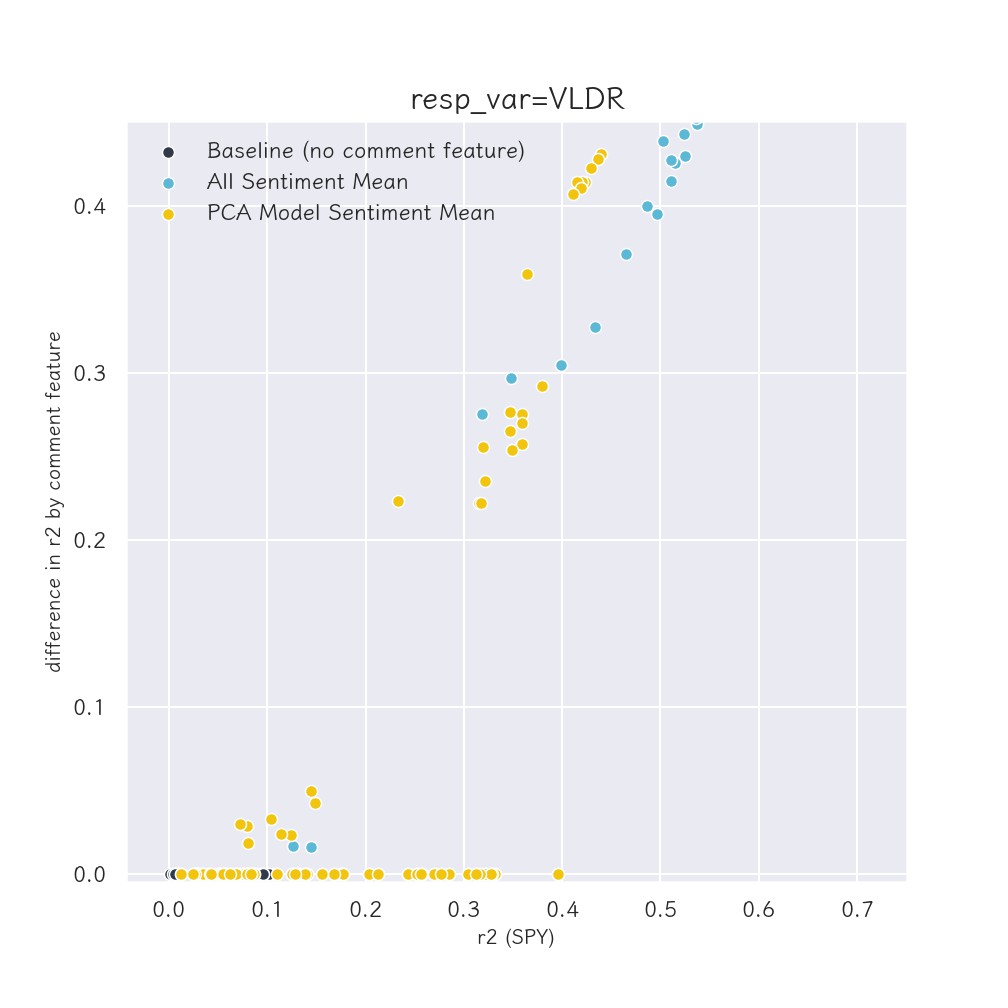 resp_var=VLDR
Baseline (no comment feature)
All Sentiment Mean
PCA Model Sentiment Mean
difference in r2 by comment feature
0.4
0.3
0.2
0.1
0.0
0.0 0.1 0.2 0.3 0.4 0.5 0.6 0.7
r2 (SPY)